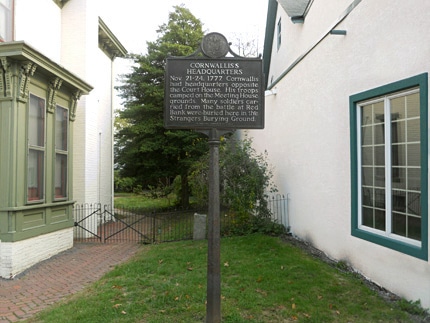 CORNWALLIS'S
HEADQUARTERS
Nov. 21-24, 1777 Cornwallis
had headquarters opposite
the Court House. His troops
camped on the Meeting House
grounds. Many soldiers car-
ried from the battle at Red
Bank were buried here in the
Strangers Burying Ground.